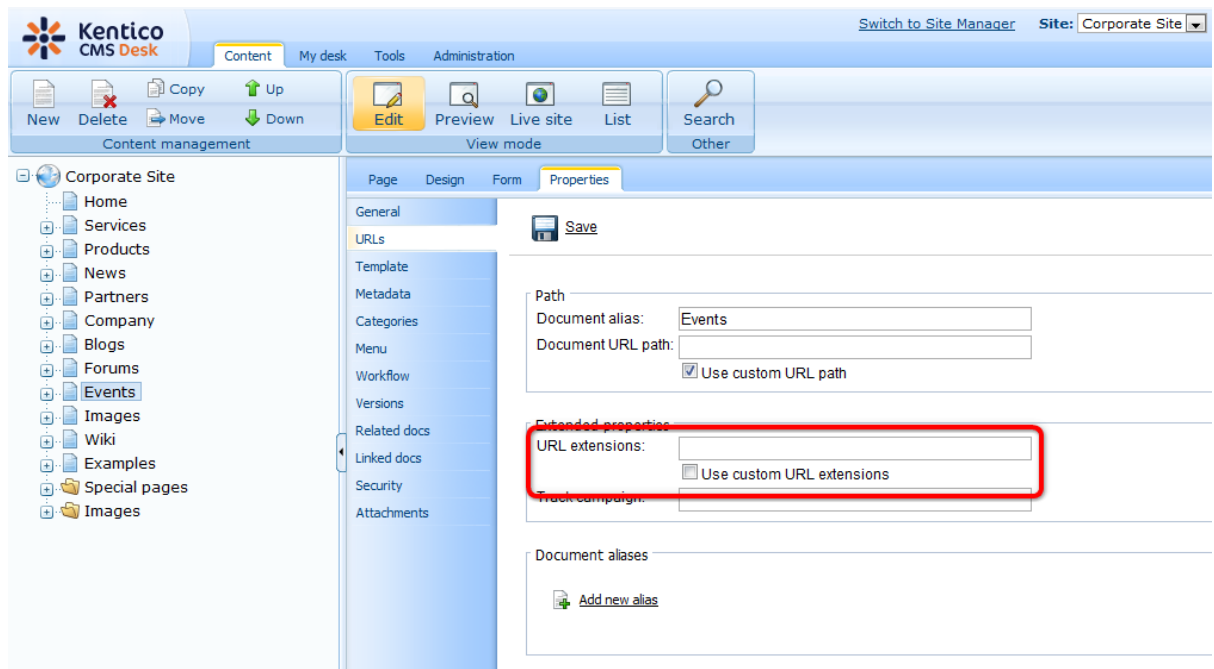 Kentico
CMS Desk
Switch to Site Manager Site: Corporate Site
Content My desk Tools Administration
New Delete Copy Move Up Down
Content management
Edit Preview Live site List
View mode
Search
Other
Corporate Site
Home
Services
Products
News
Partners
Company
Blogs
Forums
Events
Images
Wiki
Examples
Special pages
Images
Page Design Form Properties
General
URLs
Template
Metadata
Categories
Menu
Workflow
Versions
Related docs
Linked docs
Security
Attachments
Save
Path
Document alias: Events
Document URL path:
Use custom URL path
Extended properties
URL extensions:
Use custom URL extensions
Track campaign:
Document aliases
Add new alias